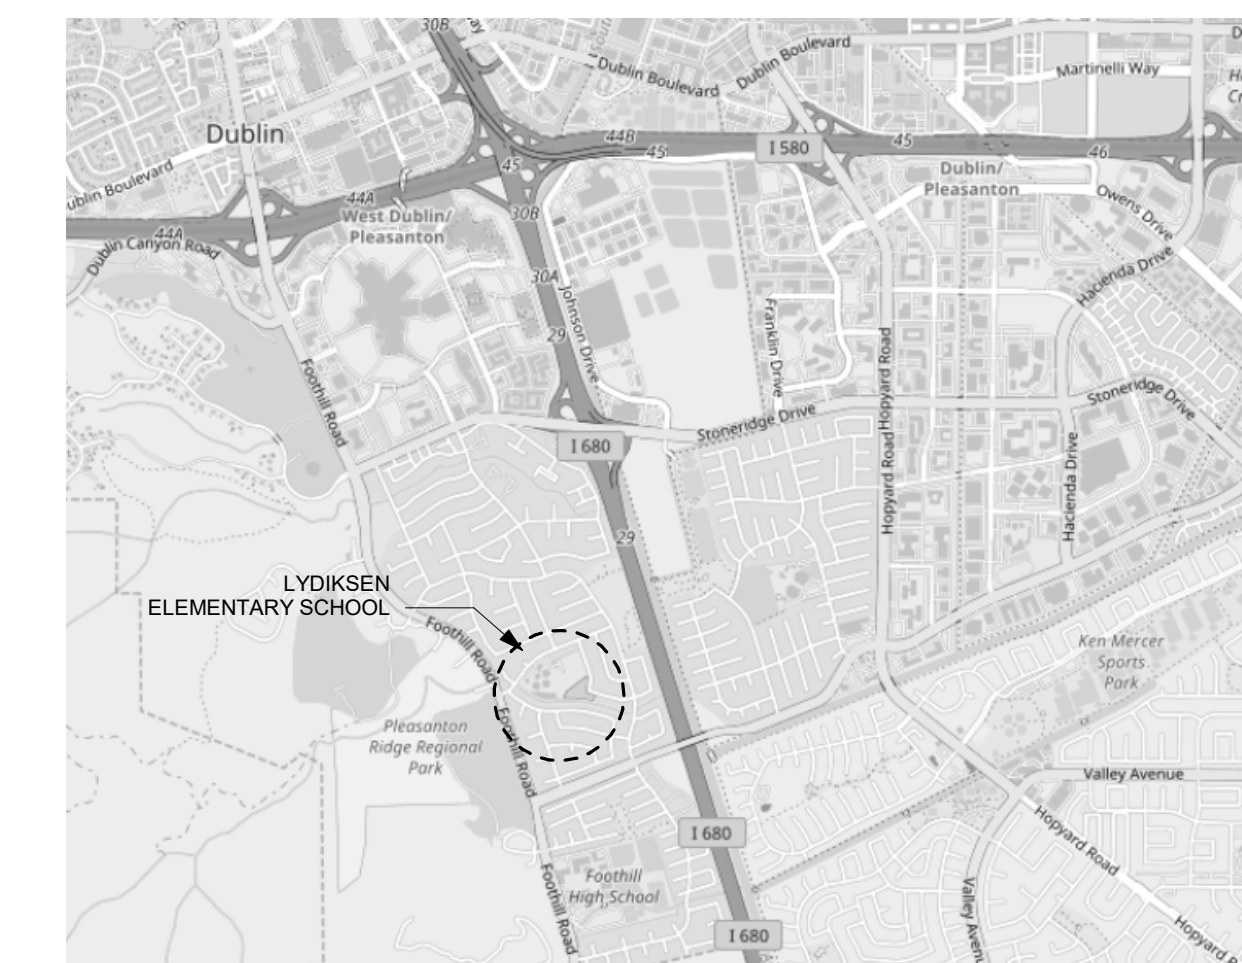 30B
Dublin Boulevard
Dublin Boulevard
Martinelli Way
Dublin
44B
45
I 580
45
46
45
Dublin/
Pleasanton
44A
West Dublin/
Pleasanton
30B
Owens Drive
44A
Dublin Canyon Road
30A
Hacienda Drive
Johnson Drive
Franklin Drive
29
Hopyard Road
Foothill Road
Stoneridge Drive
Stoneridge Drive
I 680
Hopyard Road
Hacienda Drive
29
LYDIKSEN
ELEMENTARY SCHOOL
Foothill Road
Ken Mercer
Sports
Park
Foothill Road
Pleasanton
Ridge Regional
Park
Valley Avenue
I 680
Hopyard Road
Foothill
High School
Foothill Road
Valley Avenu
I 680
Hopyard R